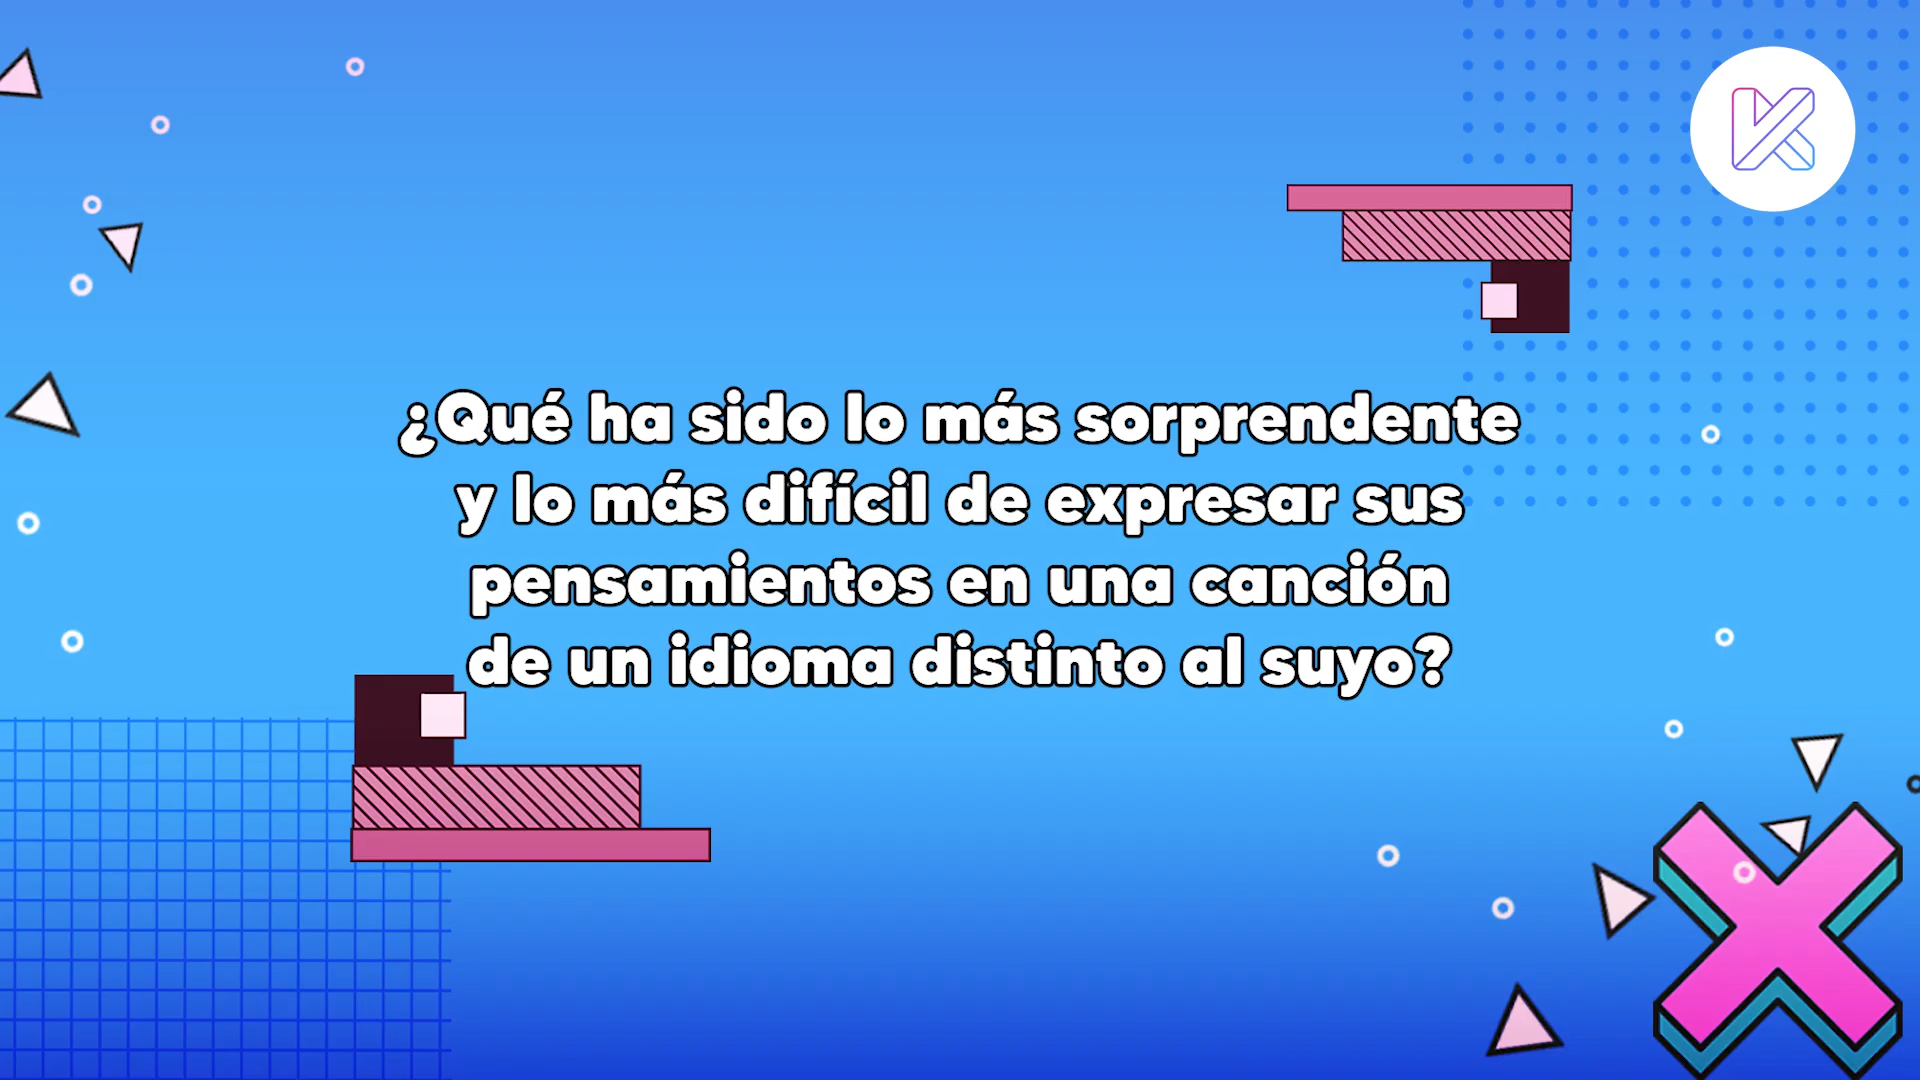 ¿Qué ha sido lo más sorprendente
y lo más difícil de expresar sus
pensamientos en una canción
de un idioma distinto al suyo?